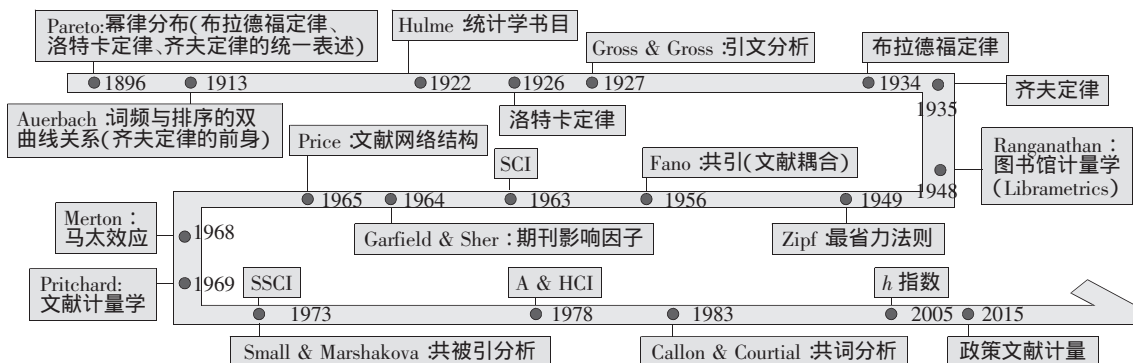 Pareto:幂律分布(布拉德福定律、
洛特卡定律、齐夫定律的统一表述)
Hulme:统计学书目
Gross & Gross:引文分析
布拉德福定律
1896
1913
1922
1926
1927
1934
1935
齐夫定律
Auerbach:词频与排序的双
曲线关系(齐夫定律的前身)
洛特卡定律
Price:文献网络结构
SCI
Fano:共引(文献耦合)
Ranganathan:
图书馆计量学
(Librametrics)
1948
1965
1964
1963
1956
1949
Merton:
马太效应
1968
Garfield & Sher:期刊影响因子
Zipf:最省力法则
Pritchard:
文献计量学
1969
SSCI
A & HCI
h 指数
1973
1978
1983
2005
2015
Small & Marshakova:共被引分析
Callon & Courtial:共词分析
政策文献计量